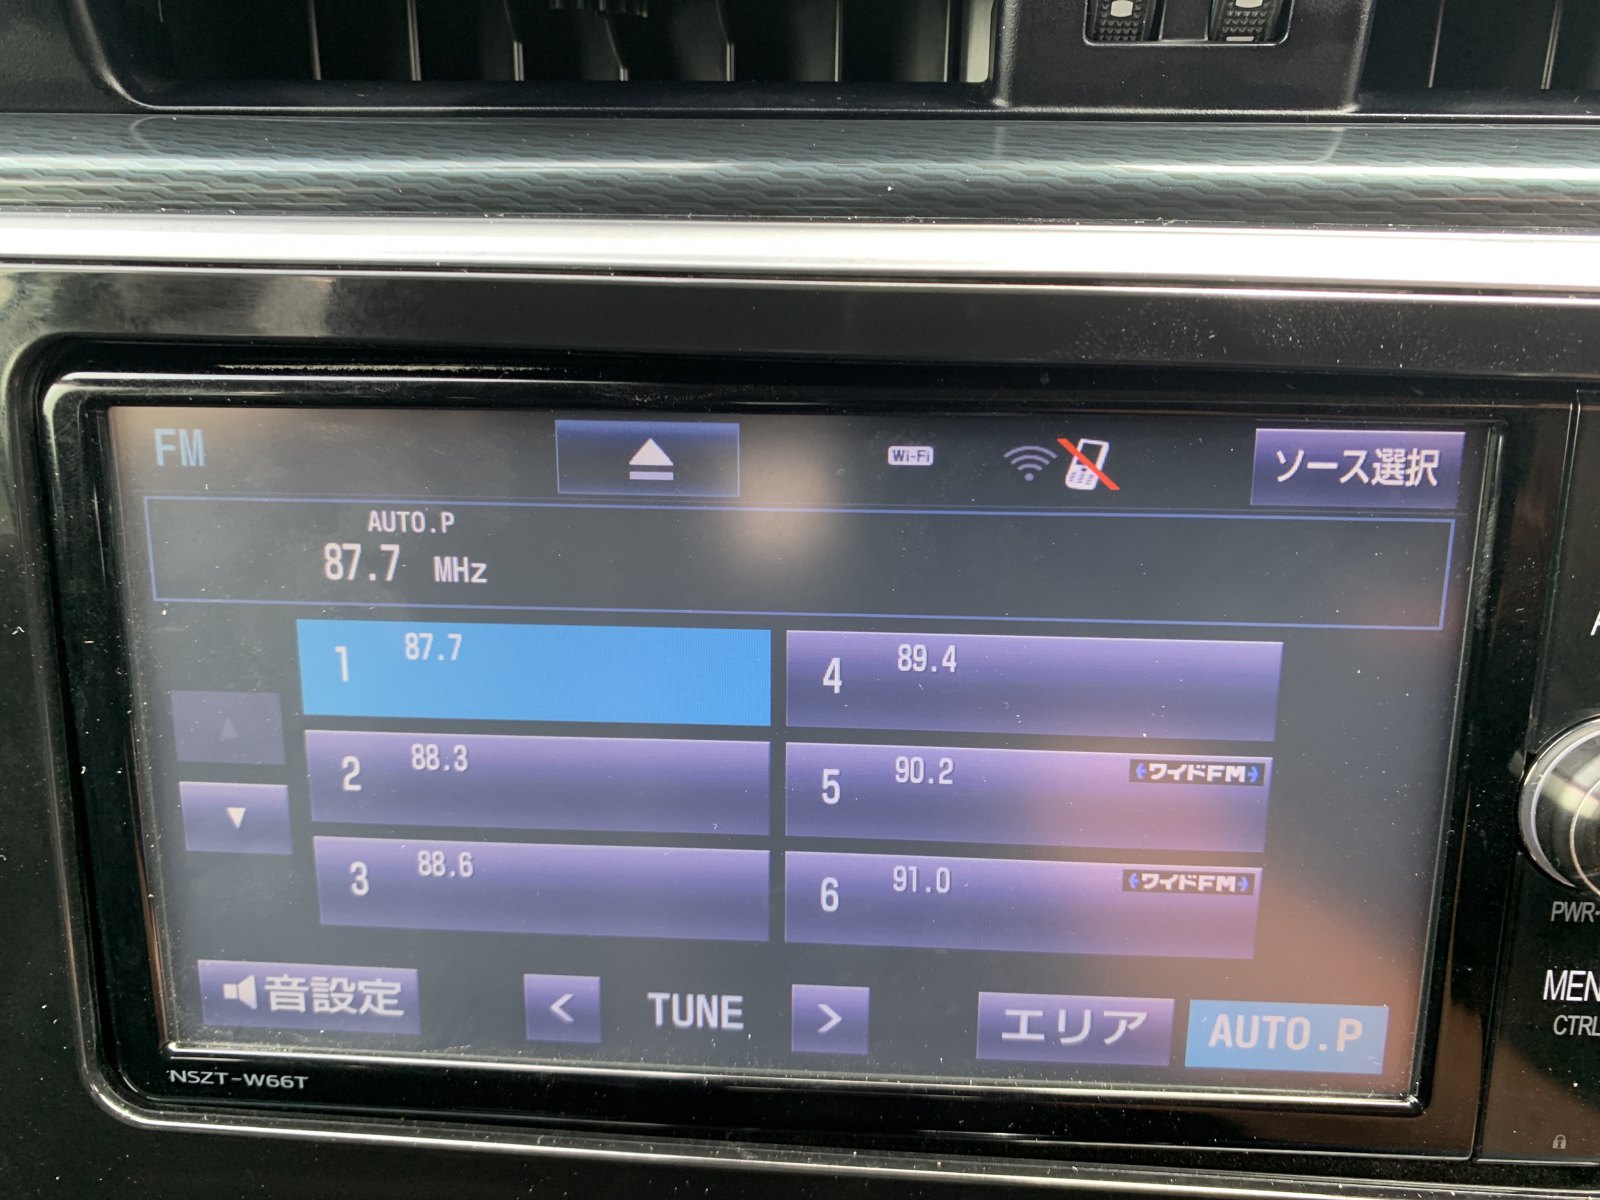 FM
Wi-Fi
ソース選択
AUTO.P
87.7 MHz
1 87.7
4 89.4
2 88.3
5 90.2 ワイドFM
3 88.6
6 91.0 ワイドFM
音設定
< TUNE >
エリア
AUTO.P
NSZT-W66T
PWR
MEN
CTRL